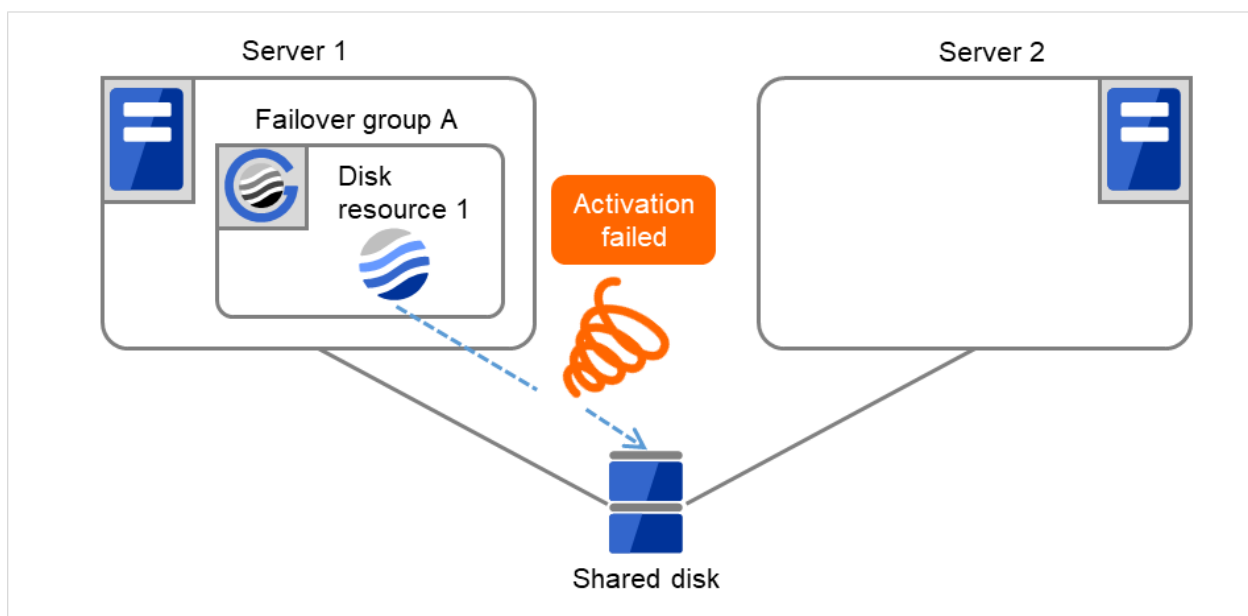 Server 1
Server 2
Failover group A
Disk
resource 1
Activation
failed
Shared disk